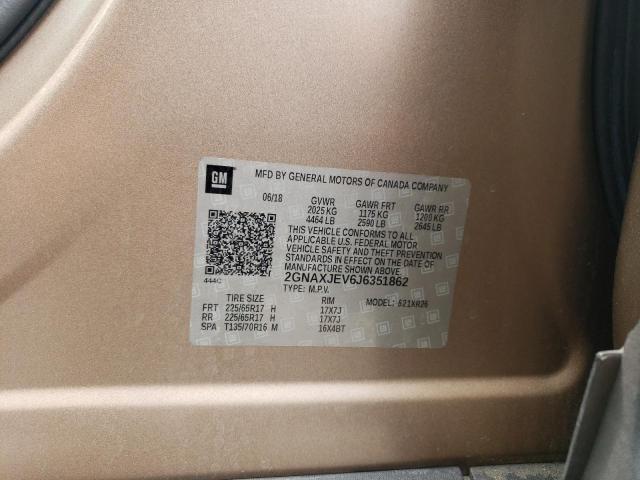 GM
MFD BY GENERAL MOTORS OF CANADA COMPANY
06/18 GVWR GAWR FRT GAWR RR
2025 KG 1175 KG 1200 KG
4464 LB 2590 LB 2645 LB
THIS VEHICLE CONFORMS TO ALL
APPLICABLE U.S. FEDERAL MOTOR
VEHICLE SAFETY AND THEFT PREVENTION
STANDARDS IN EFFECT ON THE DATE OF
MANUFACTURE SHOWN ABOVE.
444C 2GNAXJEV6J6351862
TYPE: M.P.V.
TIRE SIZE RIM MODEL: 621XR26
FRT 225/65R17 H 17X7J
RR 225/65R17 H 17X7J
SPA T135/70R16 M 16X4BT